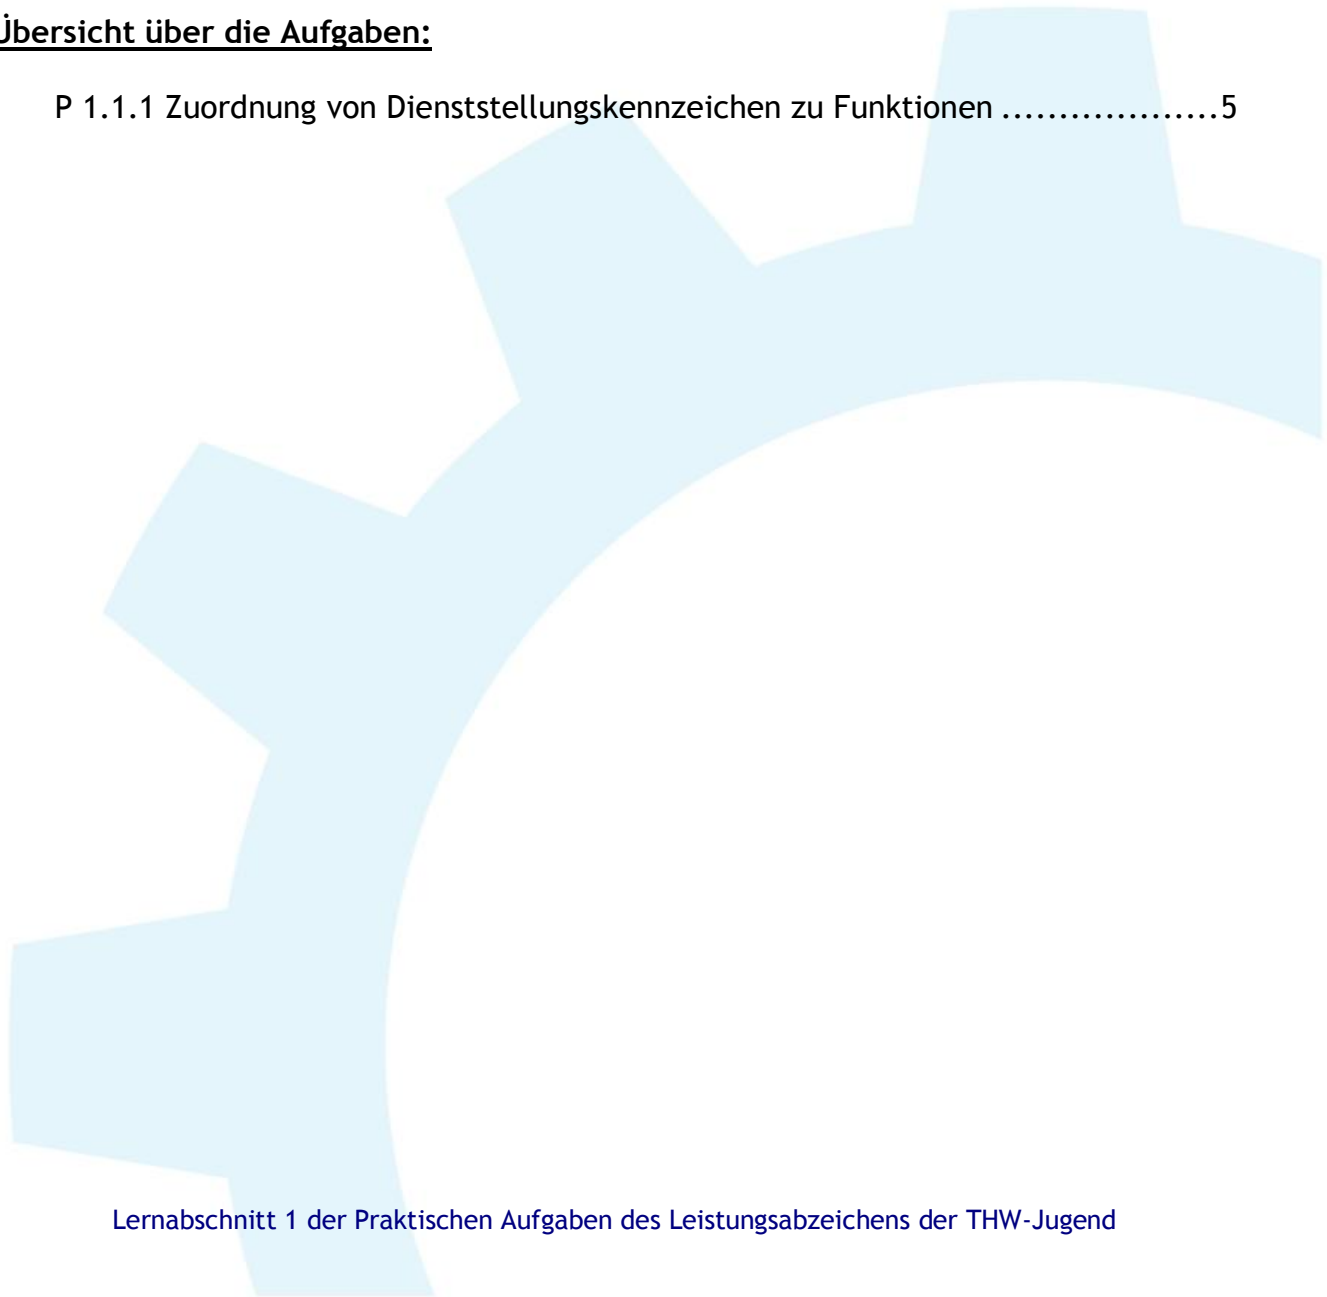 Übersicht über die Aufgaben:
P 1.1.1 Zuordnung von Dienststellungskennzeichen zu Funktionen ...................5
Lernabschnitt 1 der Praktischen Aufgaben des Leistungsabzeichens der THW-Jugend